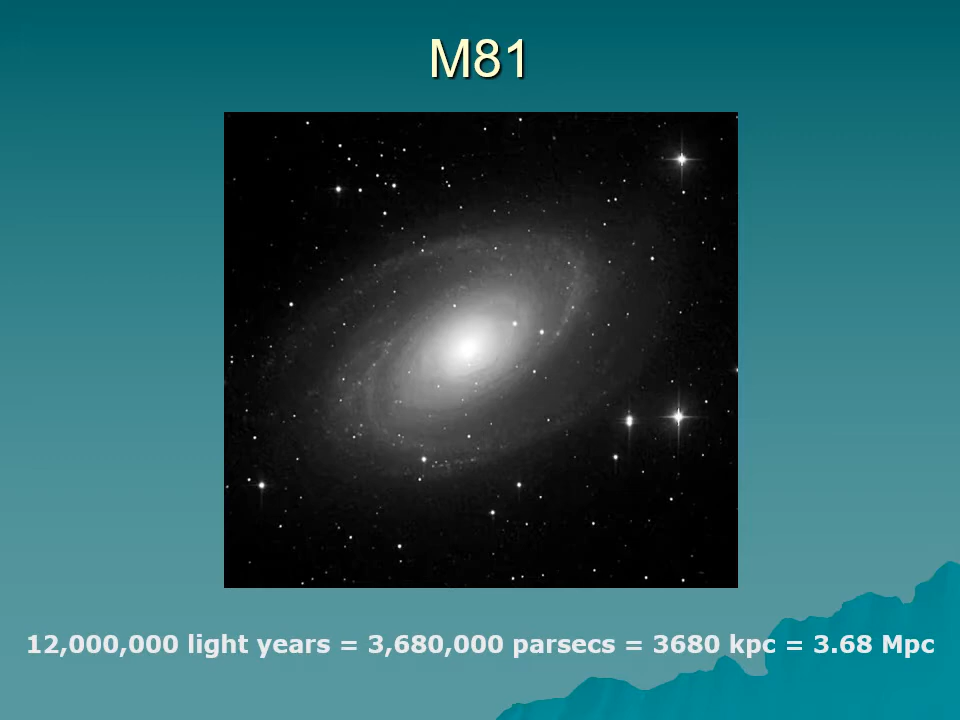 M81
12,000,000 light years = 3,680,000 parsecs = 3680 kpc = 3.68 Mpc